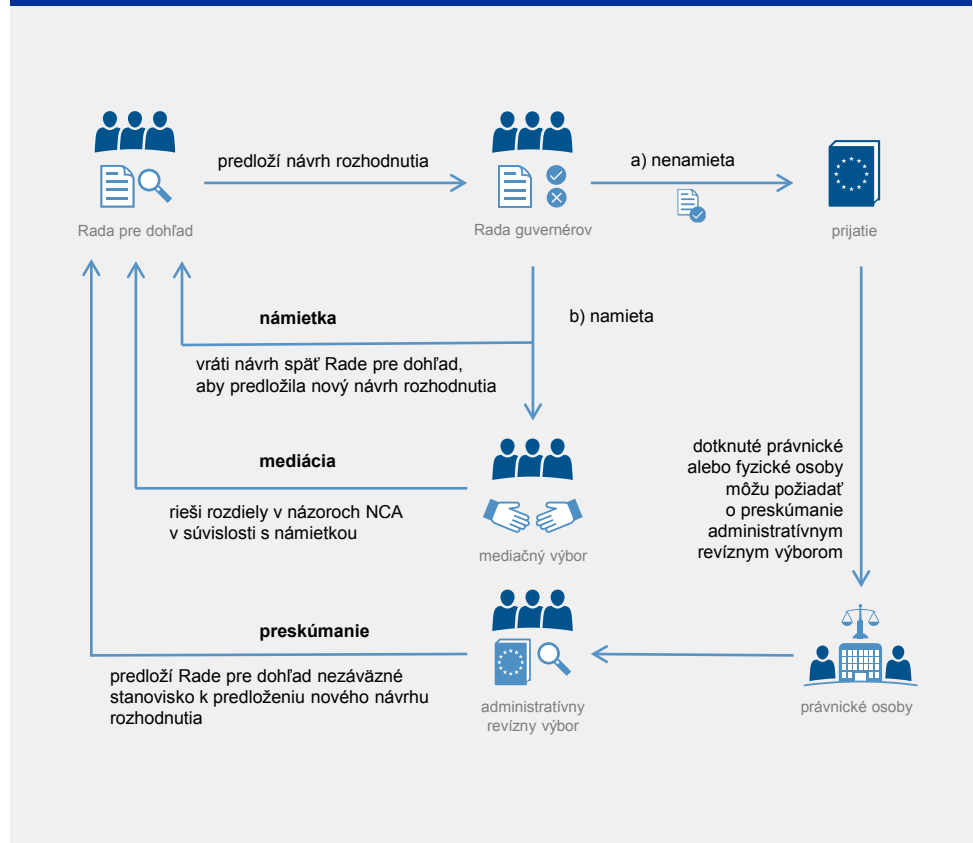 predloží návrh rozhodnutia
a) nenamieta
Rada pre dohľad
Rada guvernérov
prijatie
námietka
b) namieta
vráti návrh späť Rade pre dohľad,
aby predložila nový návrh rozhodnutia
mediácia
rieši rozdiely v názoroch NCA
v súvislosti s námietkou
mediačný výbor
dotknuté právnické
alebo fyzické osoby
môžu požiadať
o preskúmanie
administratívnym
revíznym výborom
preskúmanie
predloží Rade pre dohľad nezáväzné
stanovisko k predloženiu nového návrhu
rozhodnutia
administratívny
revízny výbor
právnické osoby